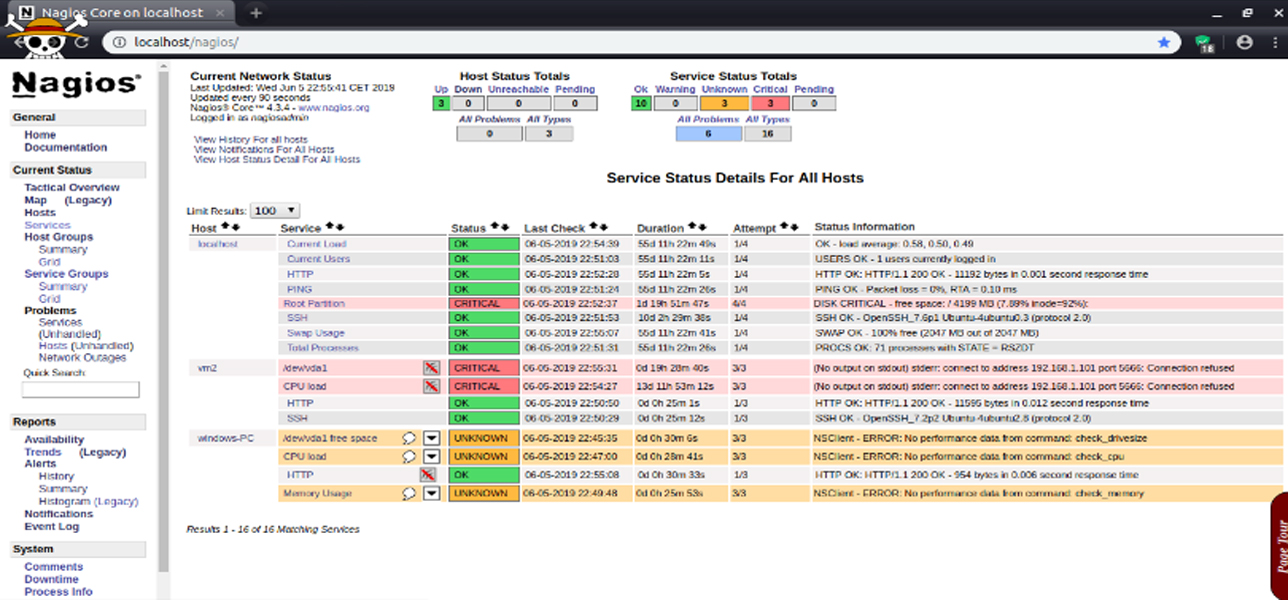 Nagios Core on localhost
localhost/nagios/
18
Nagios®
General
Home
Documentation
Current Status
Tactical Overview
Map (Legacy)
Hosts
Services
Host Groups
Summary
Grid
Service Groups
Summary
Grid
Problems
Services
(Unhandled)
Hosts (Unhandled)
Network Outages
Quick Search:
Reports
Availability
Trends (Legacy)
Alerts
History
Summary
Histogram (Legacy)
Notifications
Event Log
System
Comments
Downtime
Process Info
Current Network Status
Last Updated: Wed Jun 5 22:55:41 CET 2019
Updated every 90 seconds
Nagios® Core™ 4.3.4 - www.nagios.org
Logged in as nagiosadmin
View History For all hosts
View Notifications For All Hosts
View Host Status Detail For All Hosts
Host Status Totals
Up Down Unreachable Pending
3 0 0 0
All Problems All Types
0 3
Service Status Totals
Ok Warning Unknown Critical Pending
10 0 3 3 0
All Problems All Types
6 16
Service Status Details For All Hosts
Limit Results: 100
Host Service Status Last Check Duration Attempt Status Information
localhost Current Load OK 06-05-2019 22:54:39 55d 11h 22m 49s 1/4 OK - load average: 0.58, 0.50, 0.49
Current Users OK 06-05-2019 22:51:03 55d 11h 22m 11s 1/4 USERS OK - 1 users currently logged in
HTTP OK 06-05-2019 22:52:28 55d 11h 22m 5s 1/4 HTTP OK: HTTP/1.1 200 OK - 11192 bytes in 0.001 second response time
PING OK 06-05-2019 22:51:24 55d 11h 22m 26s 1/4 PING OK - Packet loss = 0%, RTA = 0.10 ms
Root Partition CRITICAL 06-05-2019 22:52:37 1d 19h 51m 47s 4/4 DISK CRITICAL - free space: / 4199 MB (7.89% inode=92%):
SSH OK 06-05-2019 22:51:53 10d 2h 29m 38s 1/4 SSH OK - OpenSSH_7.6p1 Ubuntu-4ubuntu0.3 (protocol 2.0)
Swap Usage OK 06-05-2019 22:55:07 55d 11h 22m 41s 1/4 SWAP OK - 100% free (2047 MB out of 2047 MB)
Total Processes OK 06-05-2019 22:51:31 55d 11h 22m 26s 1/4 PROCS OK: 71 processes with STATE = RSZDT
vm2 /dev/vda1 CRITICAL 06-05-2019 22:55:31 0d 19h 28m 40s 3/3 (No output on stdout) stderr: connect to address 192.168.1.101 port 5666: Connection refused
CPU load CRITICAL 06-05-2019 22:54:27 13d 11h 53m 12s 3/3 (No output on stdout) stderr: connect to address 192.168.1.101 port 5666: Connection refused
HTTP OK 06-05-2019 22:50:50 0d 0h 25m 1s 1/3 HTTP OK: HTTP/1.1 200 OK - 11595 bytes in 0.012 second response time
SSH OK 06-05-2019 22:50:29 0d 0h 25m 12s 1/3 SSH OK - OpenSSH_7.2p2 Ubuntu-4ubuntu2.8 (protocol 2.0)
windows-PC /dev/vda1 free space UNKNOWN 06-05-2019 22:45:35 0d 0h 30m 6s 3/3 NSClient - ERROR: No performance data from command: check_drivesize
CPU load UNKNOWN 06-05-2019 22:47:00 0d 0h 28m 41s 3/3 NSClient - ERROR: No performance data from command: check_cpu
HTTP OK 06-05-2019 22:55:08 0d 0h 30m 33s 1/3 HTTP OK: HTTP/1.1 200 OK - 954 bytes in 0.006 second response time
Memory Usage UNKNOWN 06-05-2019 22:49:48 0d 0h 25m 53s 3/3 NSClient - ERROR: No performance data from command: check_memory
Results 1 - 16 of 16 Matching Services
Page Tour